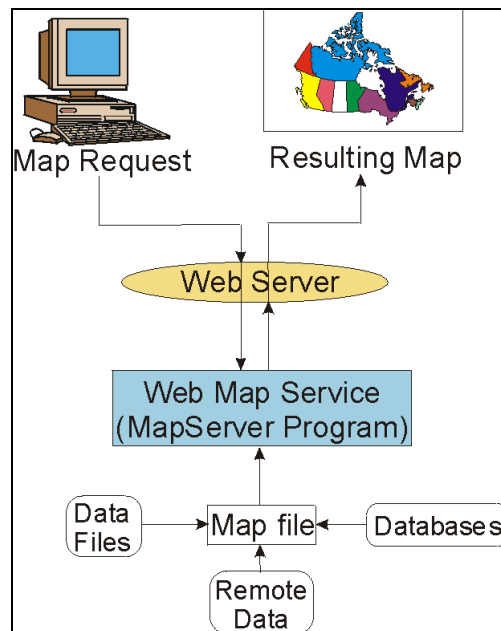 Map Request
Resulting Map
Web Server
Web Map Service
(MapServer Program)
Data
Files
Map file
Databases
Remote
Data